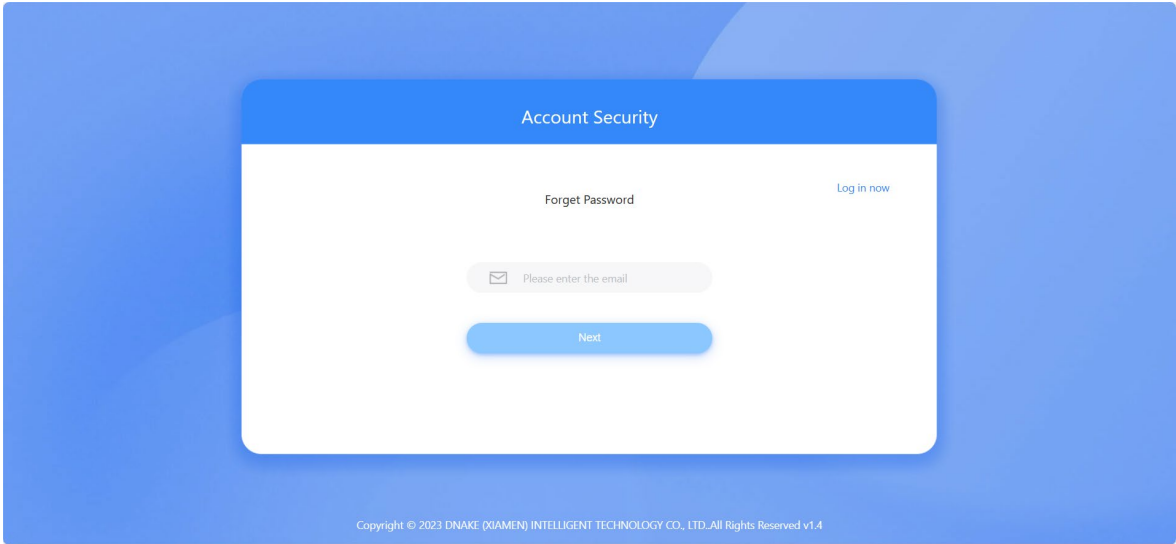 Account Security
Log in now
Forget Password
Please enter the email
Next
Copyright © 2023 DNAKE (XIAMEN) INTELLIGENT TECHNOLOGY CO., LTD..All Rights Reserved v1.4